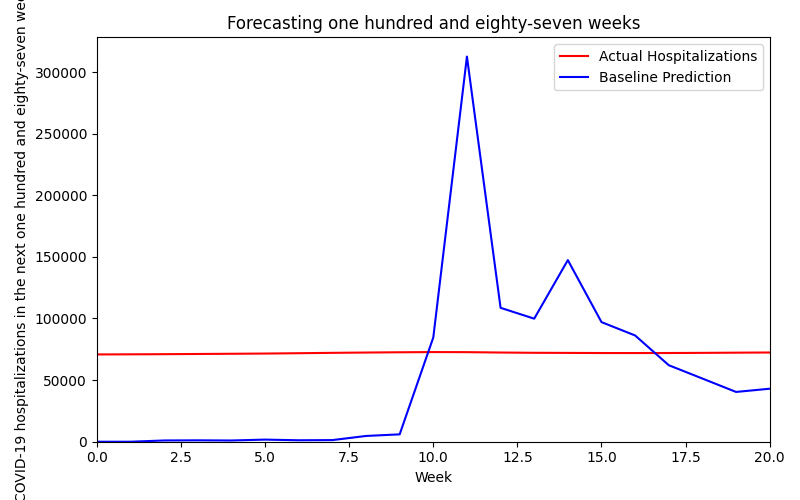 Forecasting one hundred and eighty-seven weeks
Actual Hospitalizations
Baseline Prediction
COVID-19 hospitalizations in the next one hundred and eighty-seven
300000
250000
200000
150000
100000
50000
0
0.0 2.5 5.0 7.5 10.0 12.5 15.0 17.5 20.0
Week